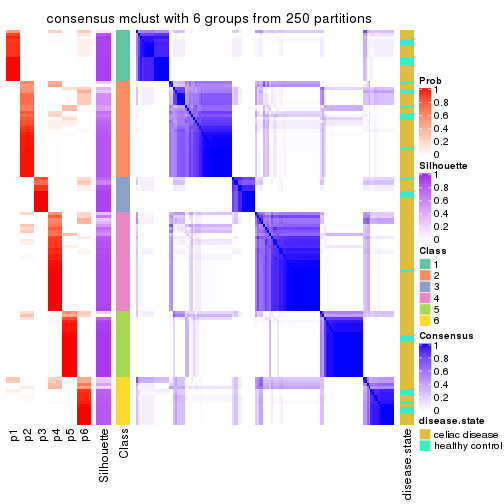 consensus mclust with 6 groups from 250 partitions
Prob
1
0.8
0.6
0.4
0.2
0
Silhouette
1
0.8
0.6
0.4
0.2
0
Class
1
2
3
4
5
6
Consensus
1
0.8
0.6
0.4
0.2
0
disease.state
celiac disease
healthy control
p1
p2
p3
p4
p5
p6
Silhouette
Class
disease.state